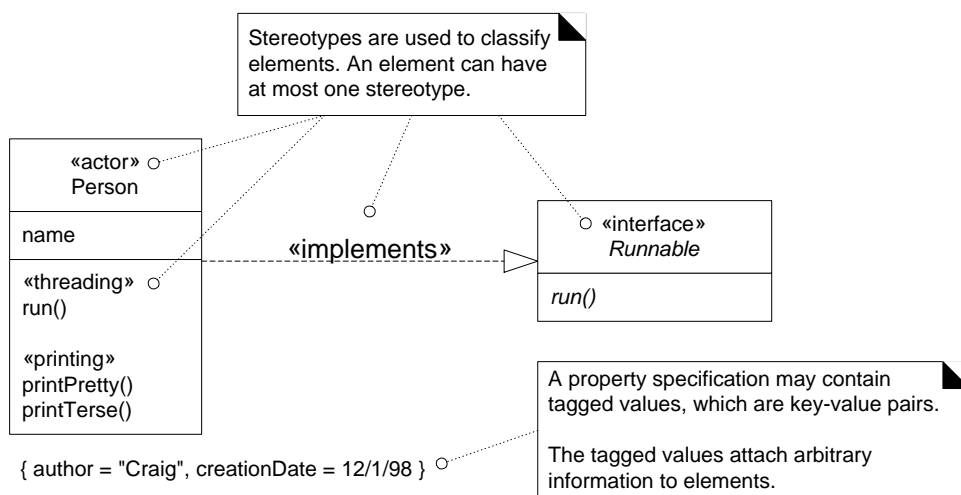 Stereotypes are used to classify
elements. An element can have
at most one stereotype.
«actor»
Person
name
«threading»
run()
«printing»
printPretty()
printTerse()
«implements»
«interface»
Runnable
run()
{ author = "Craig", creationDate = 12/1/98 }
A property specification may contain
tagged values, which are key-value pairs.
The tagged values attach arbitrary
information to elements.